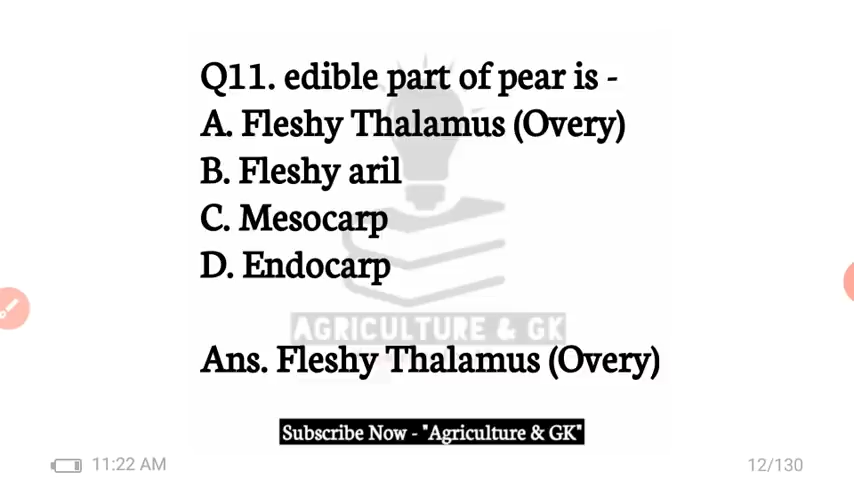 Q11. edible part of pear is -
A. Fleshy Thalamus (Overy)
B. Fleshy aril
C. Mesocarp
D. Endocarp
AGRICULTURE & GK
Ans. Fleshy Thalamus (Overy)
Subscribe Now - "Agriculture & GK"
11:22 AM
12/130